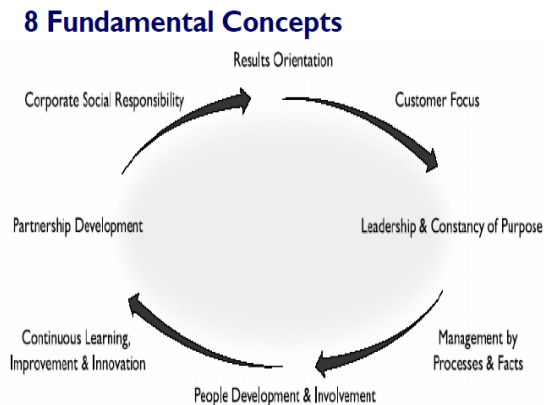 8 Fundamental Concepts
Results Orientation
Customer Focus
Leadership & Constancy of Purpose
Management by
Processes & Facts
People Development & Involvement
Continuous Learning,
Improvement & Innovation
Partnership Development
Corporate Social Responsibility